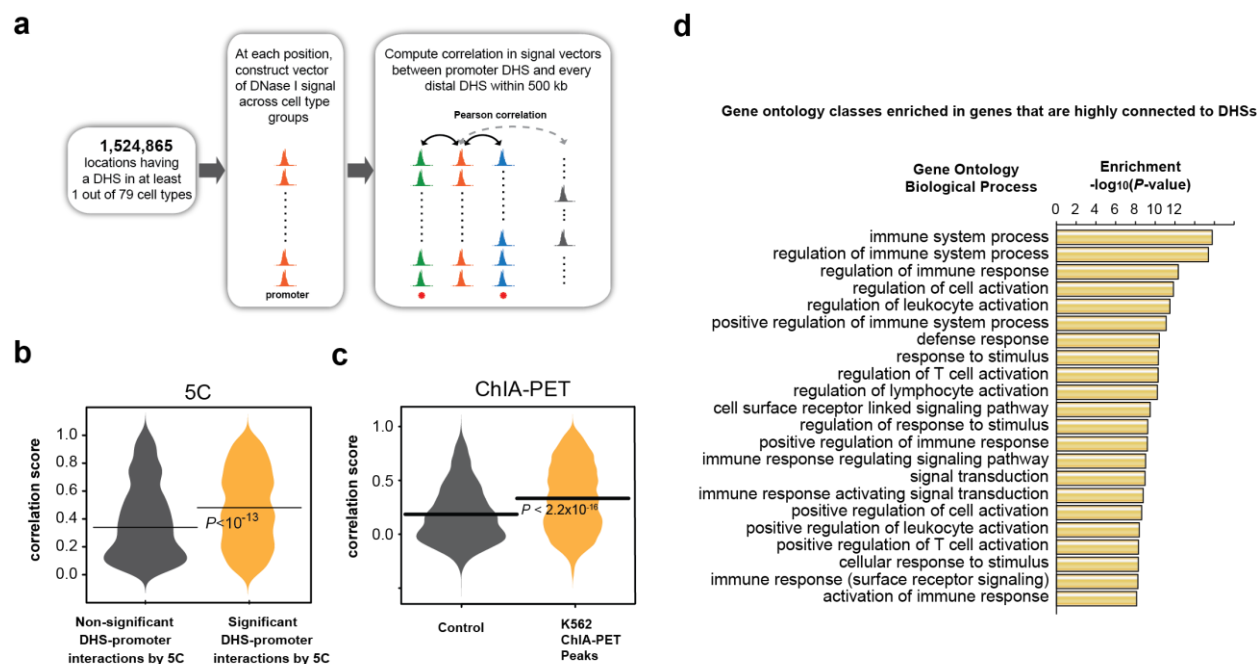 a
1,524,865
locations having
a DHS in at least
1 out of 79 cell types
At each position,
construct vector
of DNase I signal
across cell type
groups
promoter
Compute correlation in signal vectors
between promoter DHS and every
distal DHS within 500 kb
Pearson correlation
b
5C
correlation score
1.0
0.8
0.6
0.4
0.2
0.0
P<10-13
Non-significant
DHS-promoter
interactions by 5C
Significant
DHS-promoter
interactions by 5C
c
ChIA-PET
correlation score
1.0
0.5
0.0
P < 2.2x10-16
Control
K562
ChIA-PET
Peaks
d
Gene ontology classes enriched in genes that are highly connected to DHSs
Gene Ontology
Biological Process
Enrichment
-log10(P-value)
0 2 4 6 8 10 12
immune system process
regulation of immune system process
regulation of immune response
regulation of cell activation
regulation of leukocyte activation
positive regulation of immune system process
defense response
response to stimulus
regulation of T cell activation
regulation of lymphocyte activation
cell surface receptor linked signaling pathway
regulation of response to stimulus
positive regulation of immune response
immune response regulating signaling pathway
signal transduction
immune response activating signal transduction
positive regulation of cell activation
positive regulation of leukocyte activation
positive regulation of T cell activation
cellular response to stimulus
immune response (surface receptor signaling)
activation of immune response